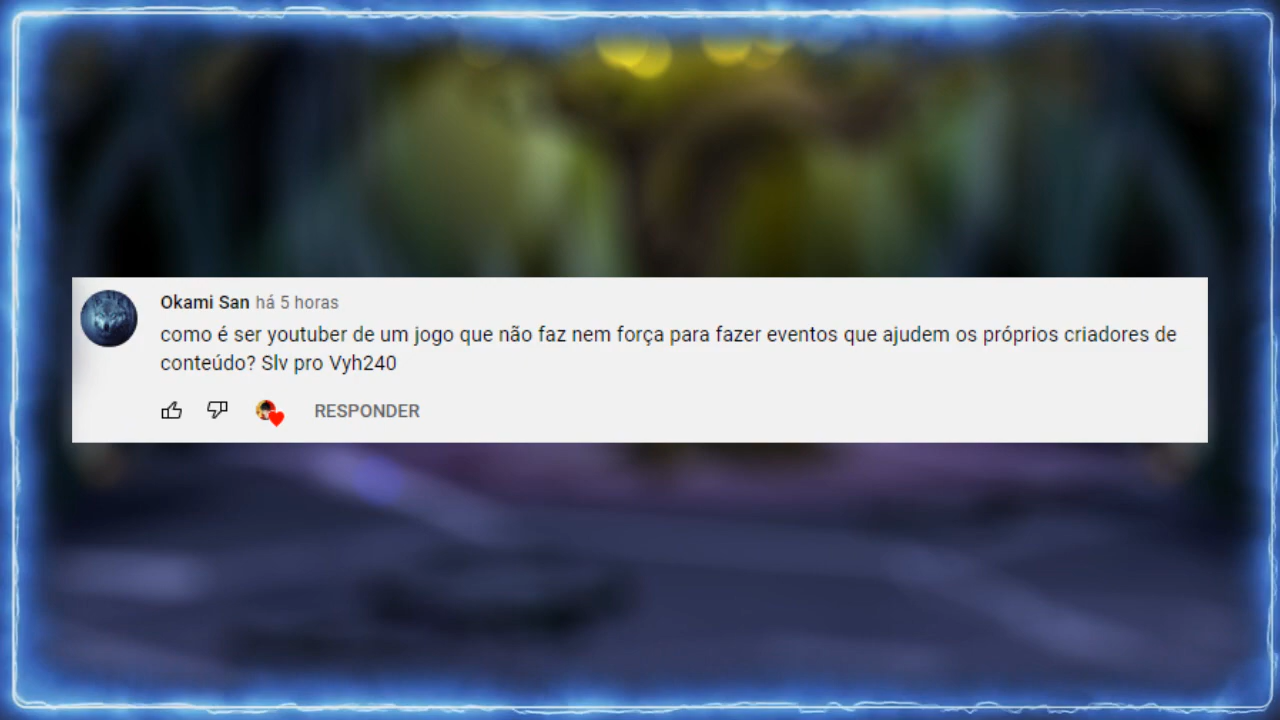 Okami San há 5 horas
como é ser youtuber de um jogo que não faz nem força para fazer eventos que ajudem os próprios criadores de
conteúdo? Slv pro Vyh240
RESPONDER